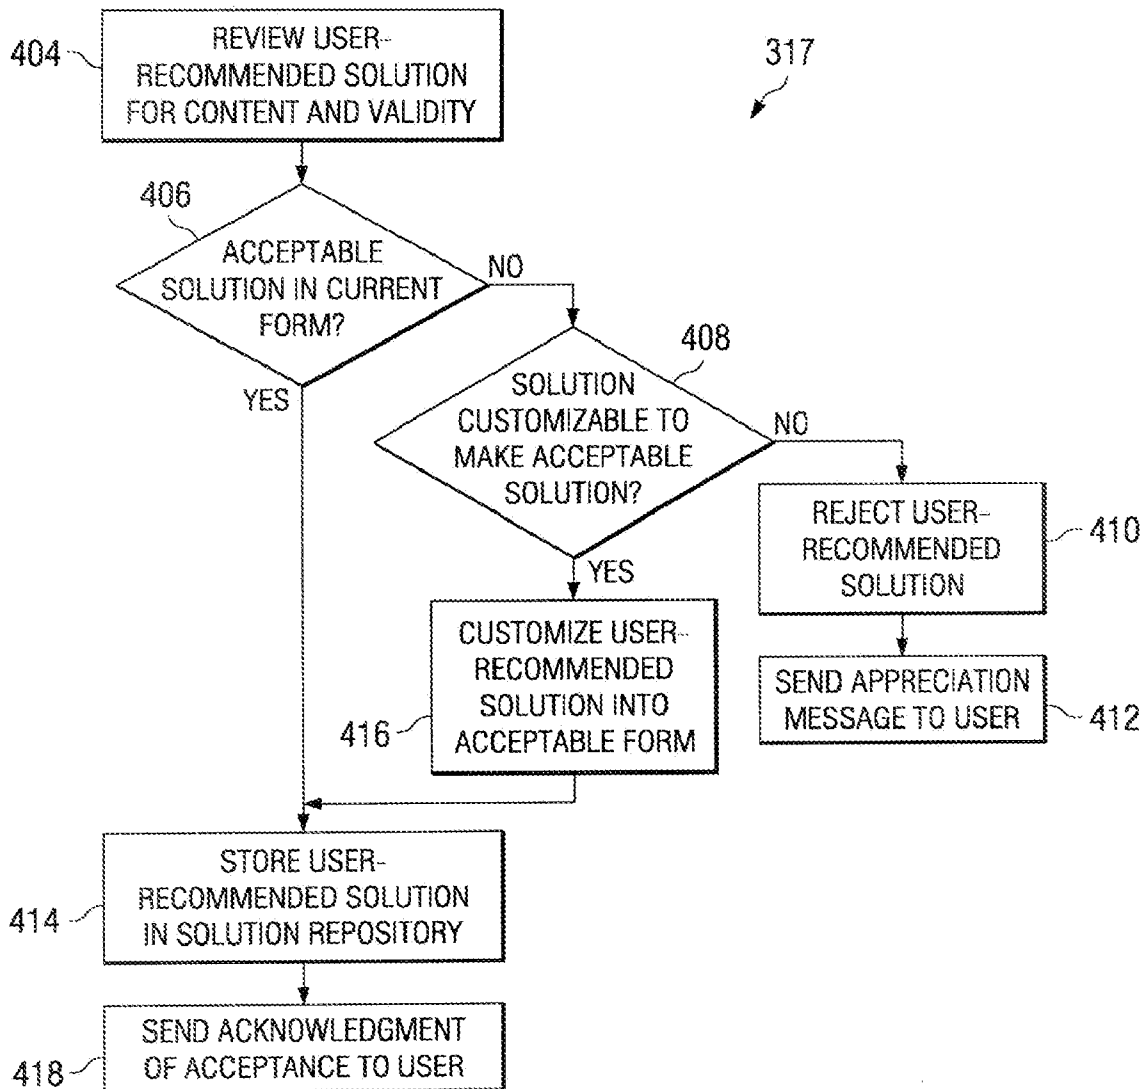 404
REVIEW USER-
RECOMMENDED SOLUTION
FOR CONTENT AND VALIDITY
317
406
ACCEPTABLE
SOLUTION IN CURRENT
FORM?
NO
YES
408
SOLUTION
CUSTOMIZABLE TO
MAKE ACCEPTABLE
SOLUTION?
NO
YES
REJECT USER-
RECOMMENDED
SOLUTION
410
CUSTOMIZE USER-
RECOMMENDED
SOLUTION INTO
ACCEPTABLE FORM
416
SEND APPRECIATION
MESSAGE TO USER
412
STORE USER-
RECOMMENDED SOLUTION
IN SOLUTION REPOSITORY
414
SEND ACKNOWLEDGMENT
OF ACCEPTANCE TO USER
418